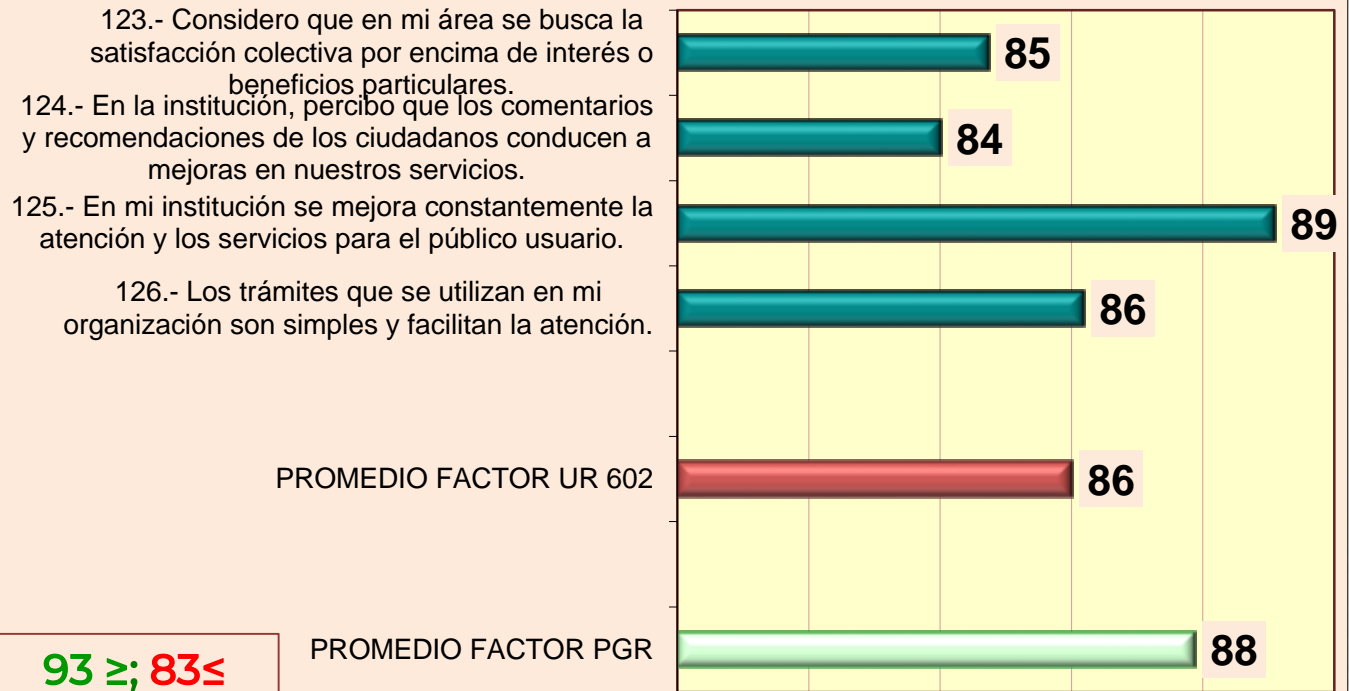 123.- Considero que en mi área se busca la
satisfacción colectiva por encima de interés o
beneficios particulares.
85
124.- En la institución, percibo que los comentarios
y recomendaciones de los ciudadanos conducen a
mejoras en nuestros servicios.
84
125.- En mi institución se mejora constantemente la
atención y los servicios para el público usuario.
89
126.- Los trámites que se utilizan en mi
organización son simples y facilitan la atención.
86
PROMEDIO FACTOR UR 602
86
PROMEDIO FACTOR PGR
88
93 ≥; 83≤